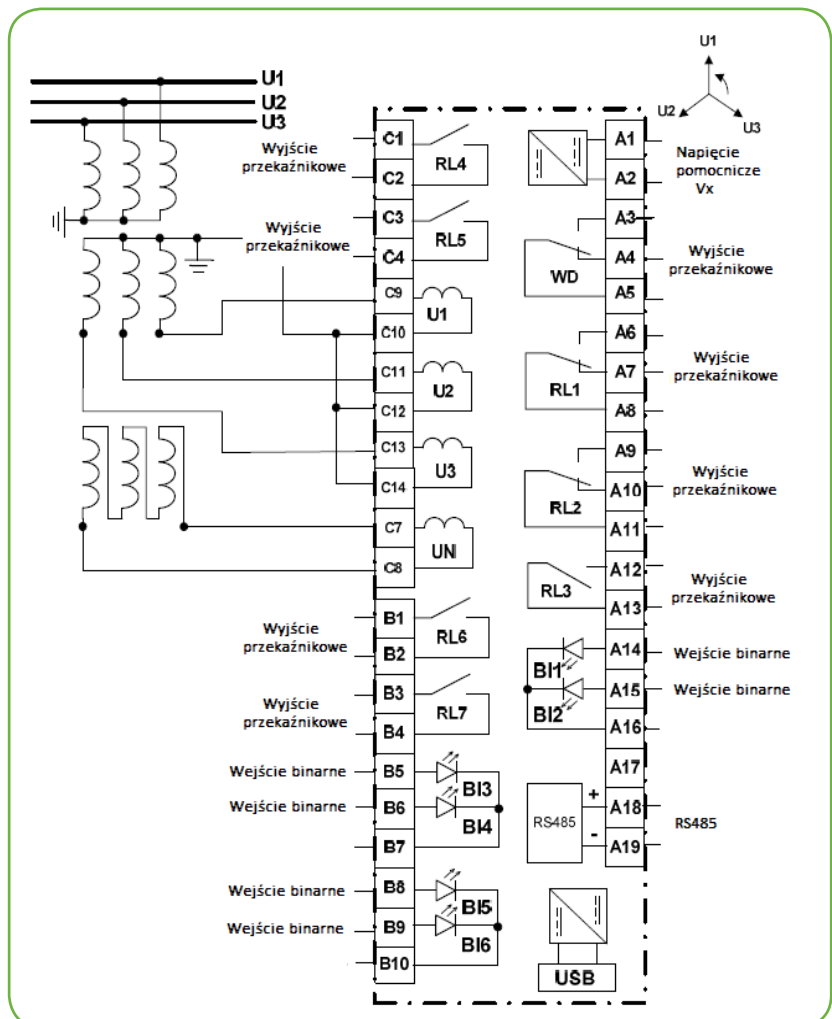 U1
U2
U3
U1
U2
U3
Wyjście
przekaźnikowe
C1
C2
RL4
Wyjście
przekaźnikowe
C3
C4
RL5
C9
C10
U1
C11
C12
U2
C13
C14
U3
C7
C8
UN
Wyjście
przekaźnikowe
B1
B2
RL6
Wyjście
przekaźnikowe
B3
B4
RL7
Wejście binarne
B5
BI3
Wejście binarne
B6
BI4
B7
Wejście binarne
B8
BI5
Wejście binarne
B9
BI6
B10
A1
A2
Napięcie
pomocnicze
Vx
A3
A4
A5
WD
Wyjście
przekaźnikowe
A6
A7
A8
RL1
Wyjście
przekaźnikowe
A9
A10
A11
RL2
Wyjście
przekaźnikowe
A12
A13
RL3
Wyjście
przekaźnikowe
A14
BI1
Wejście binarne
A15
BI2
Wejście binarne
A16
A17
RS485
+
A18
-
A19
RS485
USB